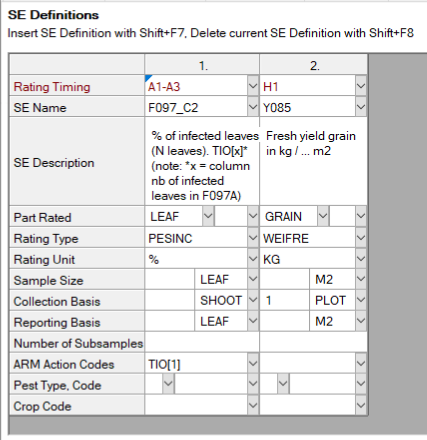 SE Definitions
Insert SE Definition with Shift+F7, Delete current SE Definition with Shift+F8
1. 2.
Rating Timing A1-A3 H1
SE Name F097_C2 Y085
SE Description
% of infected leaves
(N leaves). TIO[x]*
(note: *x = column
nb of infected
leaves in F097A)
Fresh yield grain
in kg / ... m2
Part Rated LEAF GRAIN
Rating Type PESINC WEIFRE
Rating Unit % KG
Sample Size LEAF M2
Collection Basis SHOOT 1 PLOT
Reporting Basis LEAF M2
Number of Subsamples
ARM Action Codes TIO[1]
Pest Type, Code
Crop Code